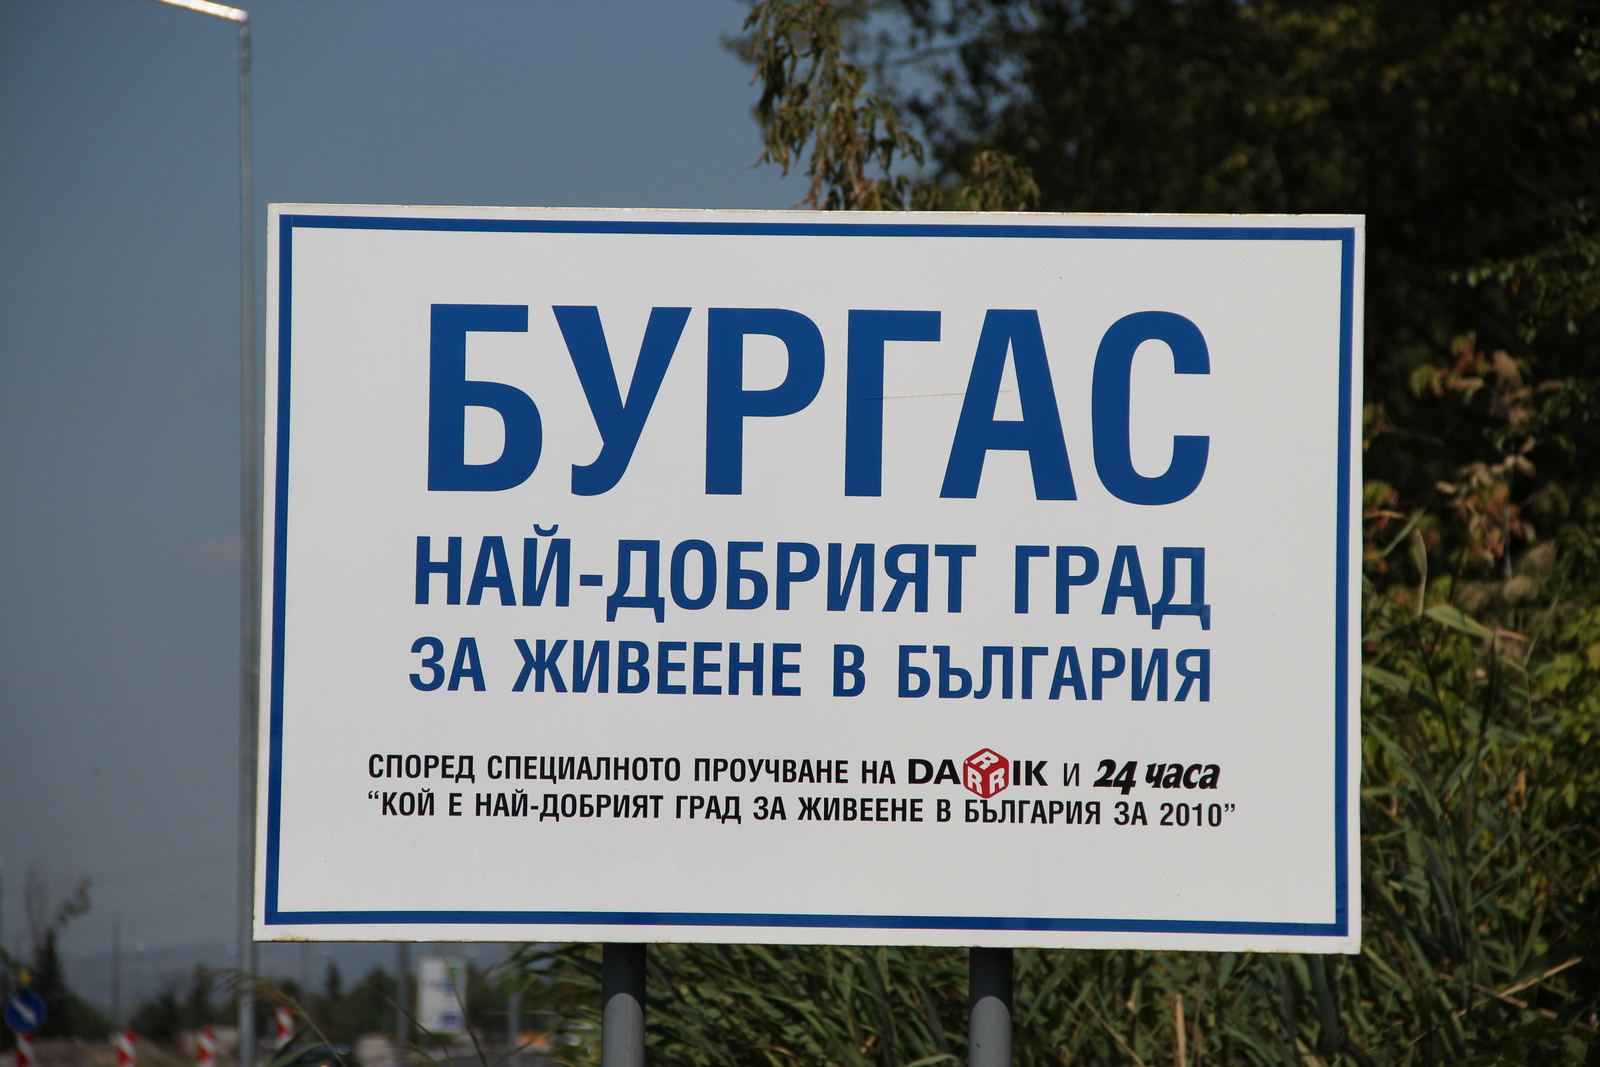 БУРГАС
НАЙ-ДОБРИЯТ ГРАД
ЗА ЖИВЕЕНЕ В БЪЛГАРИЯ
СПОРЕД СПЕЦИАЛНОТО ПРОУЧВАНЕ НА DARRRIK И 24 часа
“КОЙ Е НАЙ-ДОБРИЯТ ГРАД ЗА ЖИВЕЕНЕ В БЪЛГАРИЯ ЗА 2010”